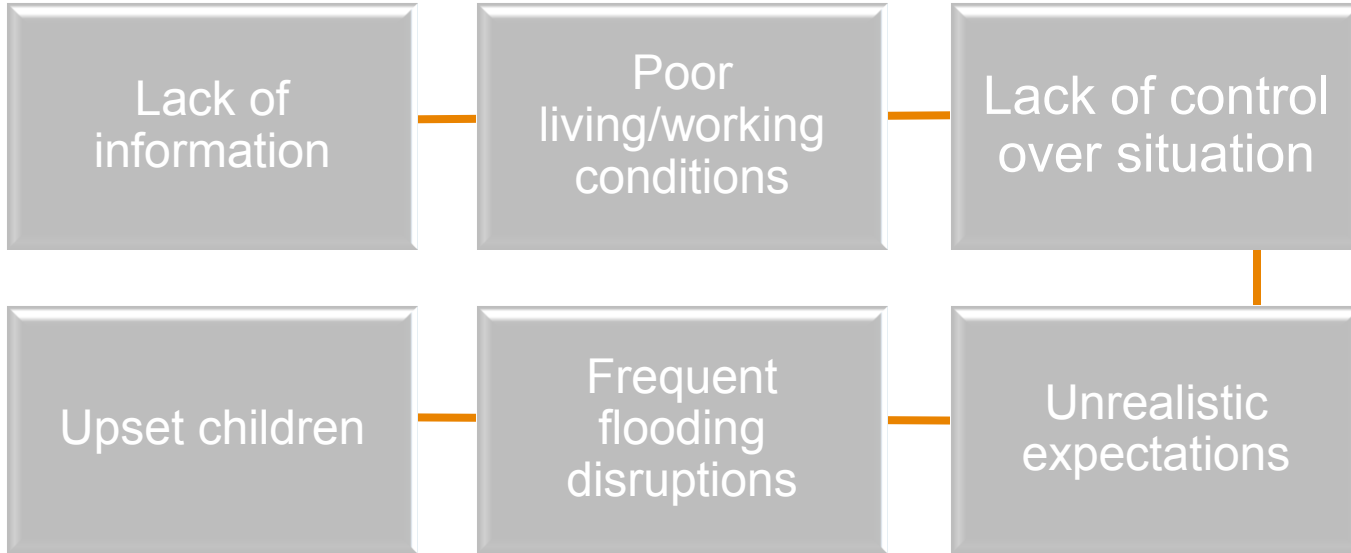 Lack of
information
Poor
living/working
conditions
Lack of control
over situation
Upset children
Frequent
flooding
disruptions
Unrealistic
expectations